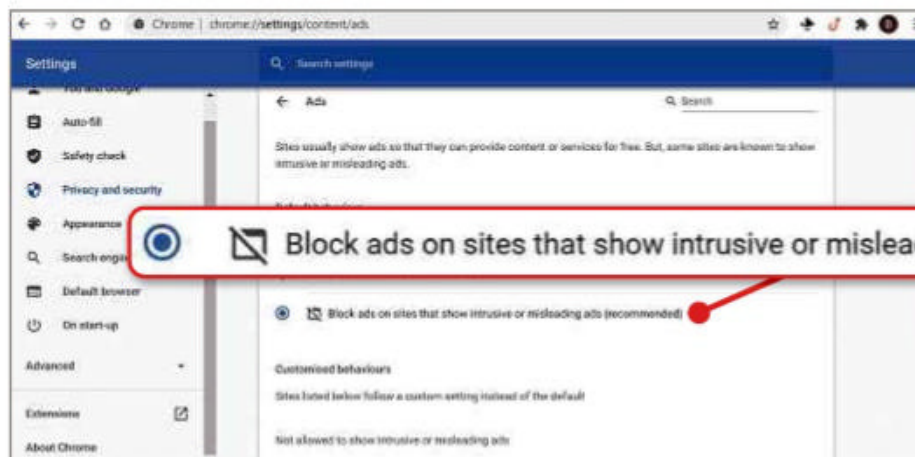 Chrome | chrome://settings/content/ads
Settings
Search settings
You and Google
Auto-fill
Safety check
Privacy and security
Appearance
Search engin
Default browser
On start-up
Advanced
Extensions
About Chrome
Ads
Search
Sites usually show ads so that they can provide content or services for free. But, some sites are known to show
intrusive or misleading ads.
Block ads on sites that show intrusive or mislea
Block ads on sites that show intrusive or misleading ads (recommended)
Customised behaviours
Sites listed below follow a custom setting instead of the default
Not allowed to show intrusive or misleading ads